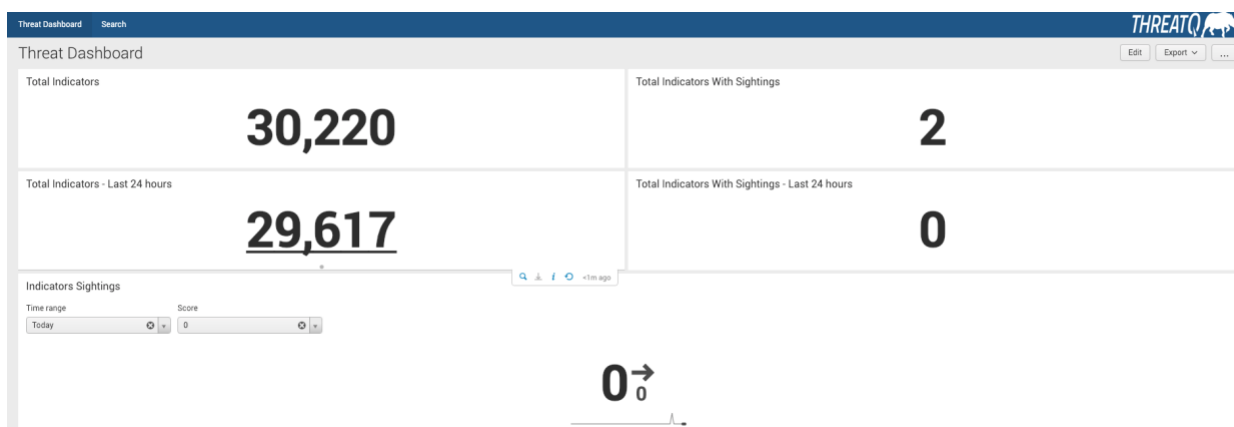 Threat Dashboard Search THREATQ
Threat Dashboard Edit Export ...
Total Indicators Total Indicators With Sightings
30,220 2
Total Indicators - Last 24 hours Total Indicators With Sightings - Last 24 hours
29,617 0
i <1m ago
Indicators Sightings
Time range Score
Today 0
0 0